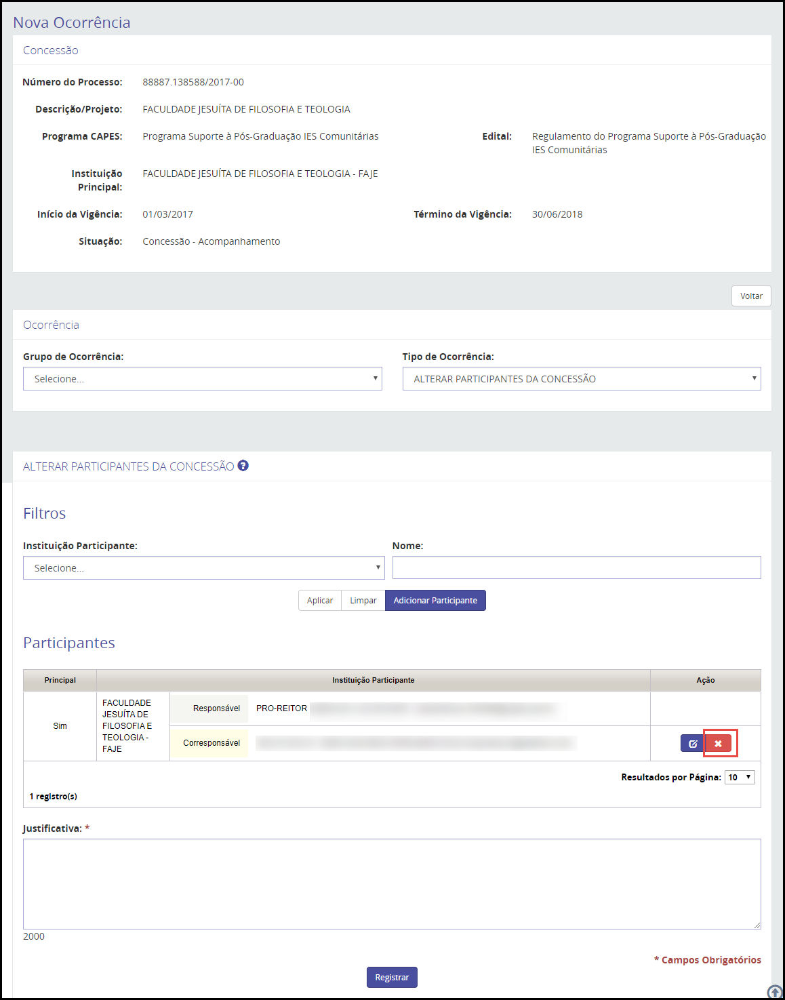 Nova Ocorrência
Concessão
Número do Processo: 88887.138588/2017-00
Descrição/Projeto: FACULDADE JESUÍTA DE FILOSOFIA E TEOLOGIA
Programa CAPES: Programa Suporte à Pós-Graduação IES Comunitárias Edital: Regulamento do Programa Suporte à Pós-Graduação
IES Comunitárias
Instituição FACULDADE JESUÍTA DE FILOSOFIA E TEOLOGIA - FAJE
Principal:
Início da Vigência: 01/03/2017 Término da Vigência: 30/06/2018
Situação: Concessão - Acompanhamento
Voltar
Ocorrência
Grupo de Ocorrência: Tipo de Ocorrência:
Selecione... ALTERAR PARTICIPANTES DA CONCESSÃO
ALTERAR PARTICIPANTES DA CONCESSÃO ?
Filtros
Instituição Participante: Nome:
Selecione...
Aplicar Limpar Adicionar Participante
Participantes
Principal Instituição Participante Ação
Sim
FACULDADE
JESUÍTA DE
FILOSOFIA E
TEOLOGIA -
FAJE
Responsável PRO-REITOR
Corresponsável
Resultados por Página: 10
1 registro(s)
Justificativa: *
2000
* Campos Obrigatórios
Registrar